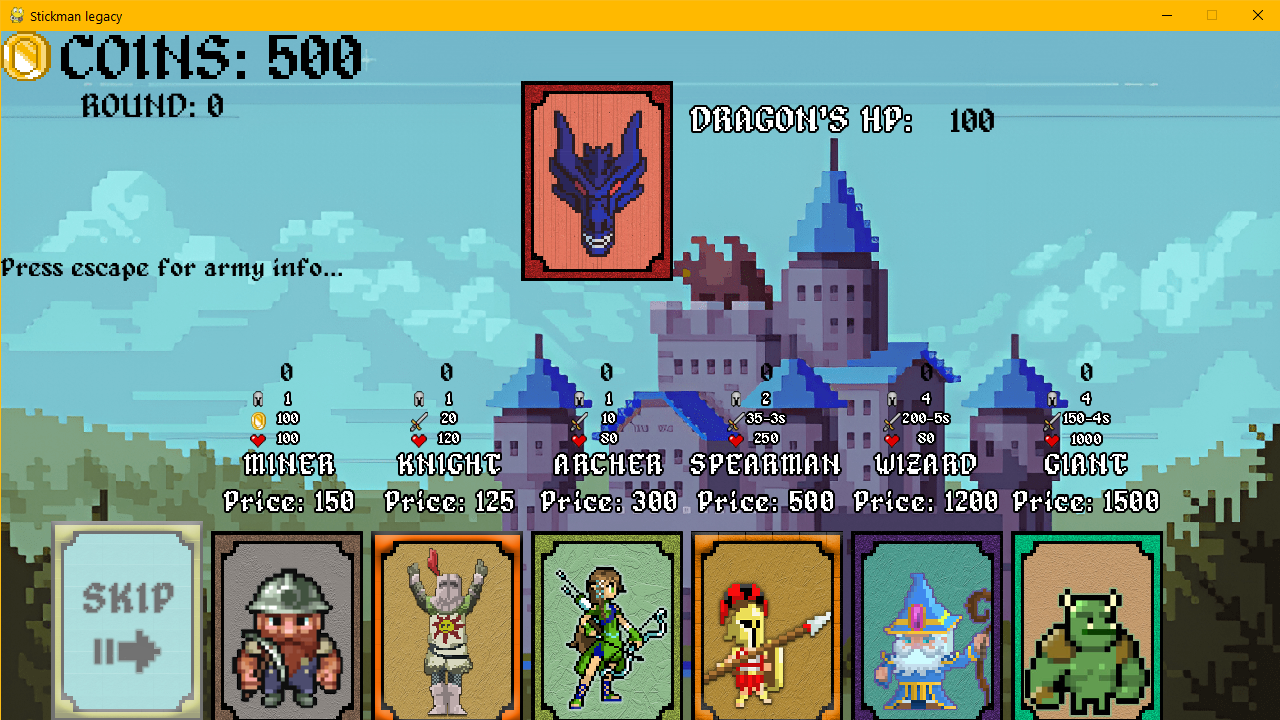 Stickman legacy
COINS: 500
ROUND: 0
DRAGON'S HP: 100
Press escape for army info...
0 0 0 0 0 0
1 1 1 2 4 4
100 20 10 35-3s 200-5s 150-4s
100 120 80 250 80 1000
MINER KNIGHT ARCHER SPEARMAN WIZARD GIANT
Price: 150 Price: 125 Price: 300 Price: 500 Price: 1200 Price: 1500
SKIP